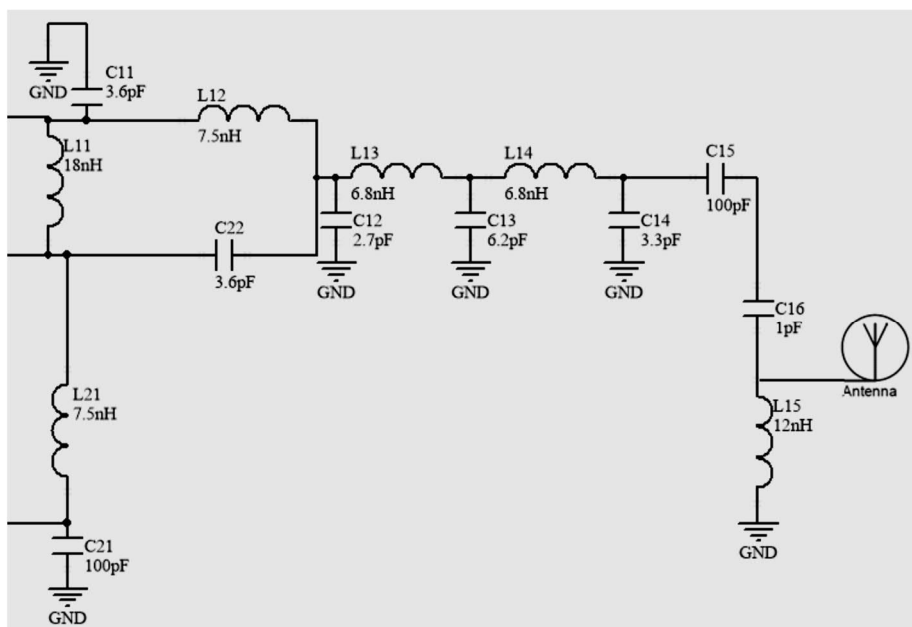 GND
C11
3.6pF
L12
7.5nH
L11
18nH
L13
6.8nH
L14
6.8nH
C15
100pF
C22
3.6pF
C12
2.7pF
C13
6.2pF
C14
3.3pF
GND
GND
GND
C16
1pF
Antenna
L21
7.5nH
L15
12nH
C21
100pF
GND
GND